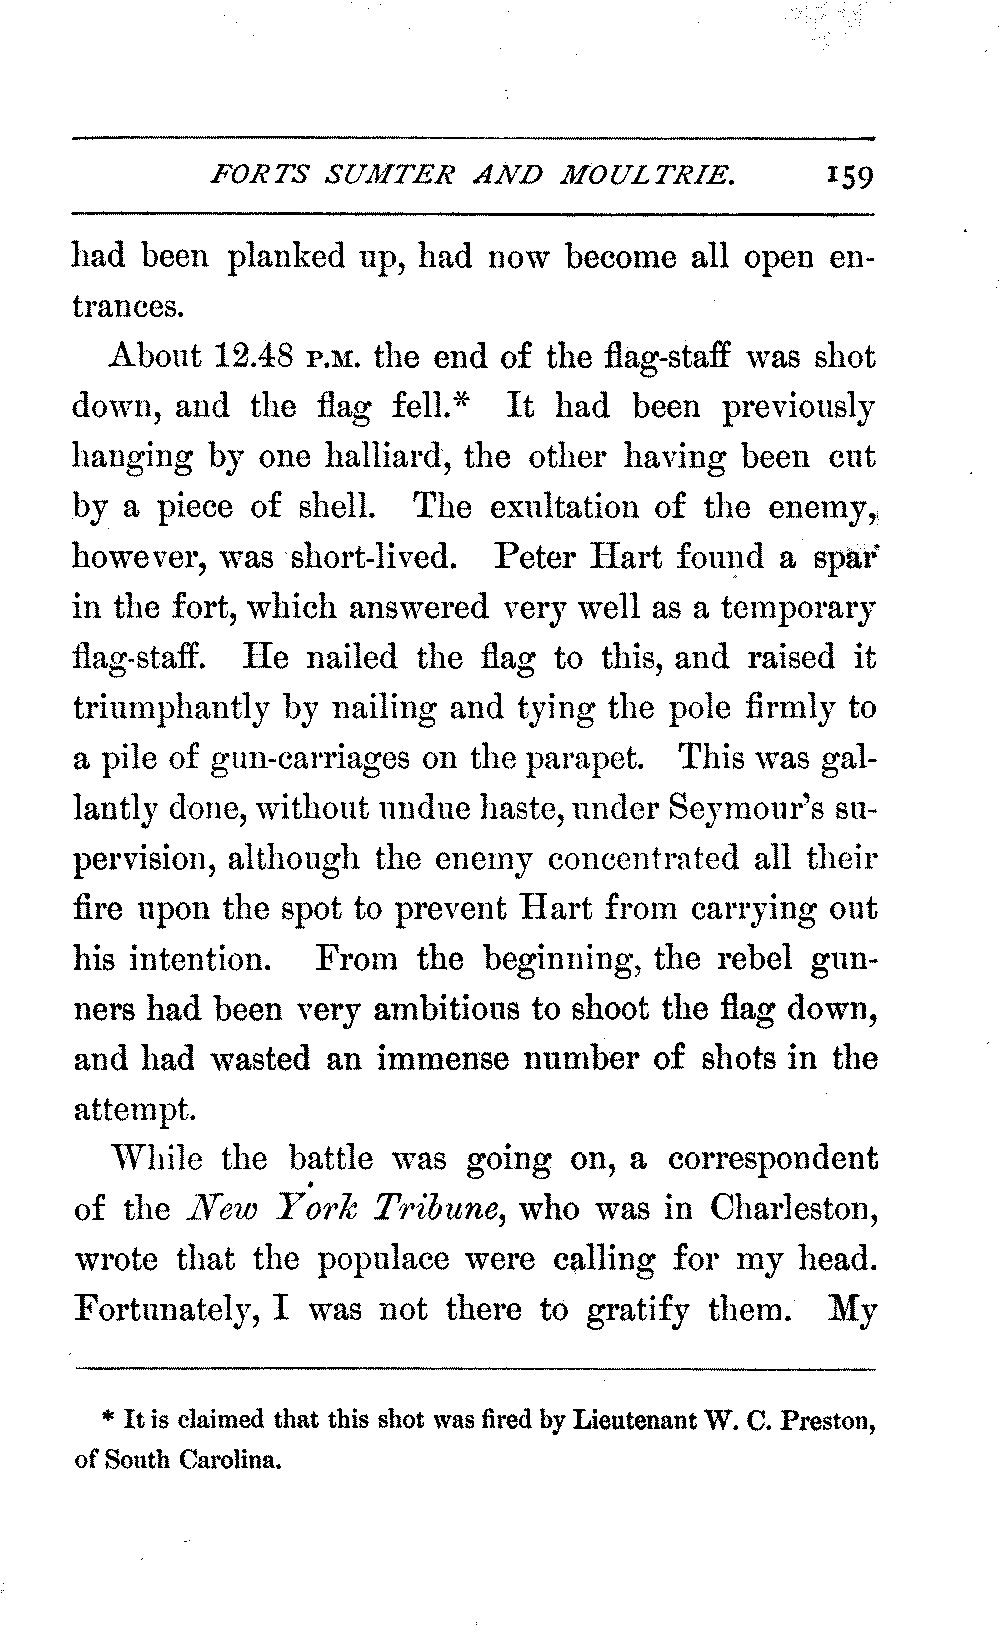 FORTS SUMTER AND MOULTRIE. 159
had been planked up, had now become all open en-
trances.
About 12.48 P.M. the end of the flag-staff was shot
down, and the flag fell.* It had been previously
hanging by one halliard, the other having been cut
by a piece of shell. The exultation of the enemy,
however, was short-lived. Peter Hart found a spar
in the fort, which answered very well as a temporary
flag-staff. He nailed the flag to this, and raised it
triumphantly by nailing and tying the pole firmly to
a pile of gun-carriages on the parapet. This was gal-
lantly done, without undue haste, under Seymour's su-
pervision, although the enemy concentrated all their
fire upon the spot to prevent Hart from carrying out
his intention. From the beginning, the rebel gun-
ners had been very ambitious to shoot the flag down,
and had wasted an immense number of shots in the
attempt.
While the battle was going on, a correspondent
of the New York Tribune, who was in Charleston,
wrote that the populace were calling for my head.
Fortunately, I was not there to gratify them. My
* It is claimed that this shot was fired by Lieutenant W. C. Preston,
of South Carolina.